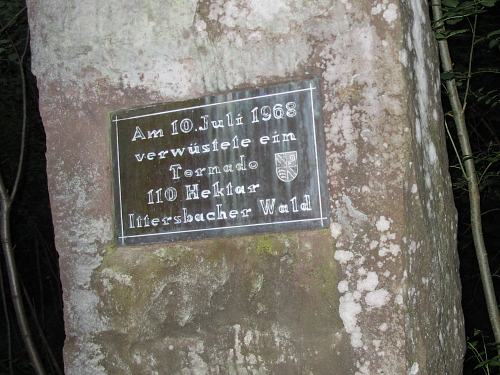 Am 10. Juli 1968
verwüstete ein
Tornado
110 Hektar
Ittersbacher Wald